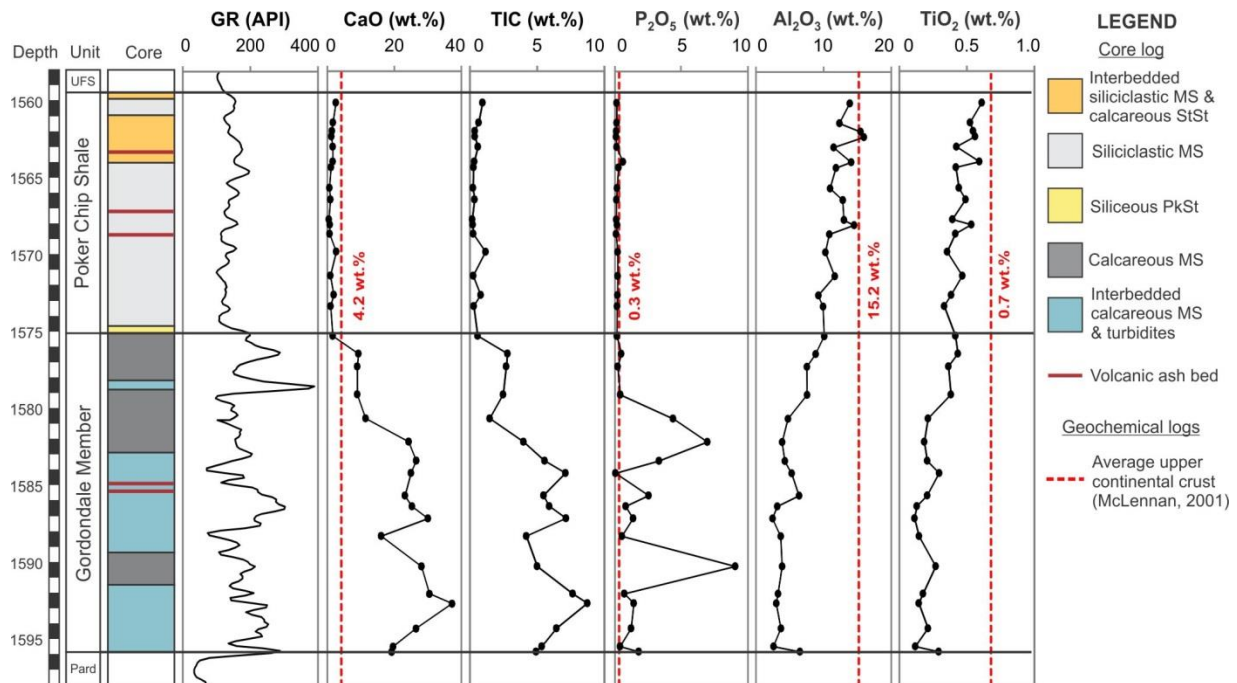 GR (API)
CaO (wt.%)
TIC (wt.%)
P₂O₅ (wt.%)
Al₂O₃ (wt.%)
TiO₂ (wt.%)
LEGEND
Depth Unit Core
0 200 400
0 20 40
0 5 10
0 5 10
0 10 20
0 0.5 1.0
UFS
Poker Chip Shale
Gordondale Member
Pard
1560
1565
1570
1575
1580
1585
1590
1595
4.2 wt.%
0.3 wt.%
15.2 wt.%
0.7 wt.%
Core log
Interbedded
siliciclastic MS &
calcareous StSt
Siliciclastic MS
Siliceous PkSt
Calcareous MS
Interbedded
calcareous MS
& turbidites
Volcanic ash bed
Geochemical logs
Average upper
continental crust
(McLennan, 2001)